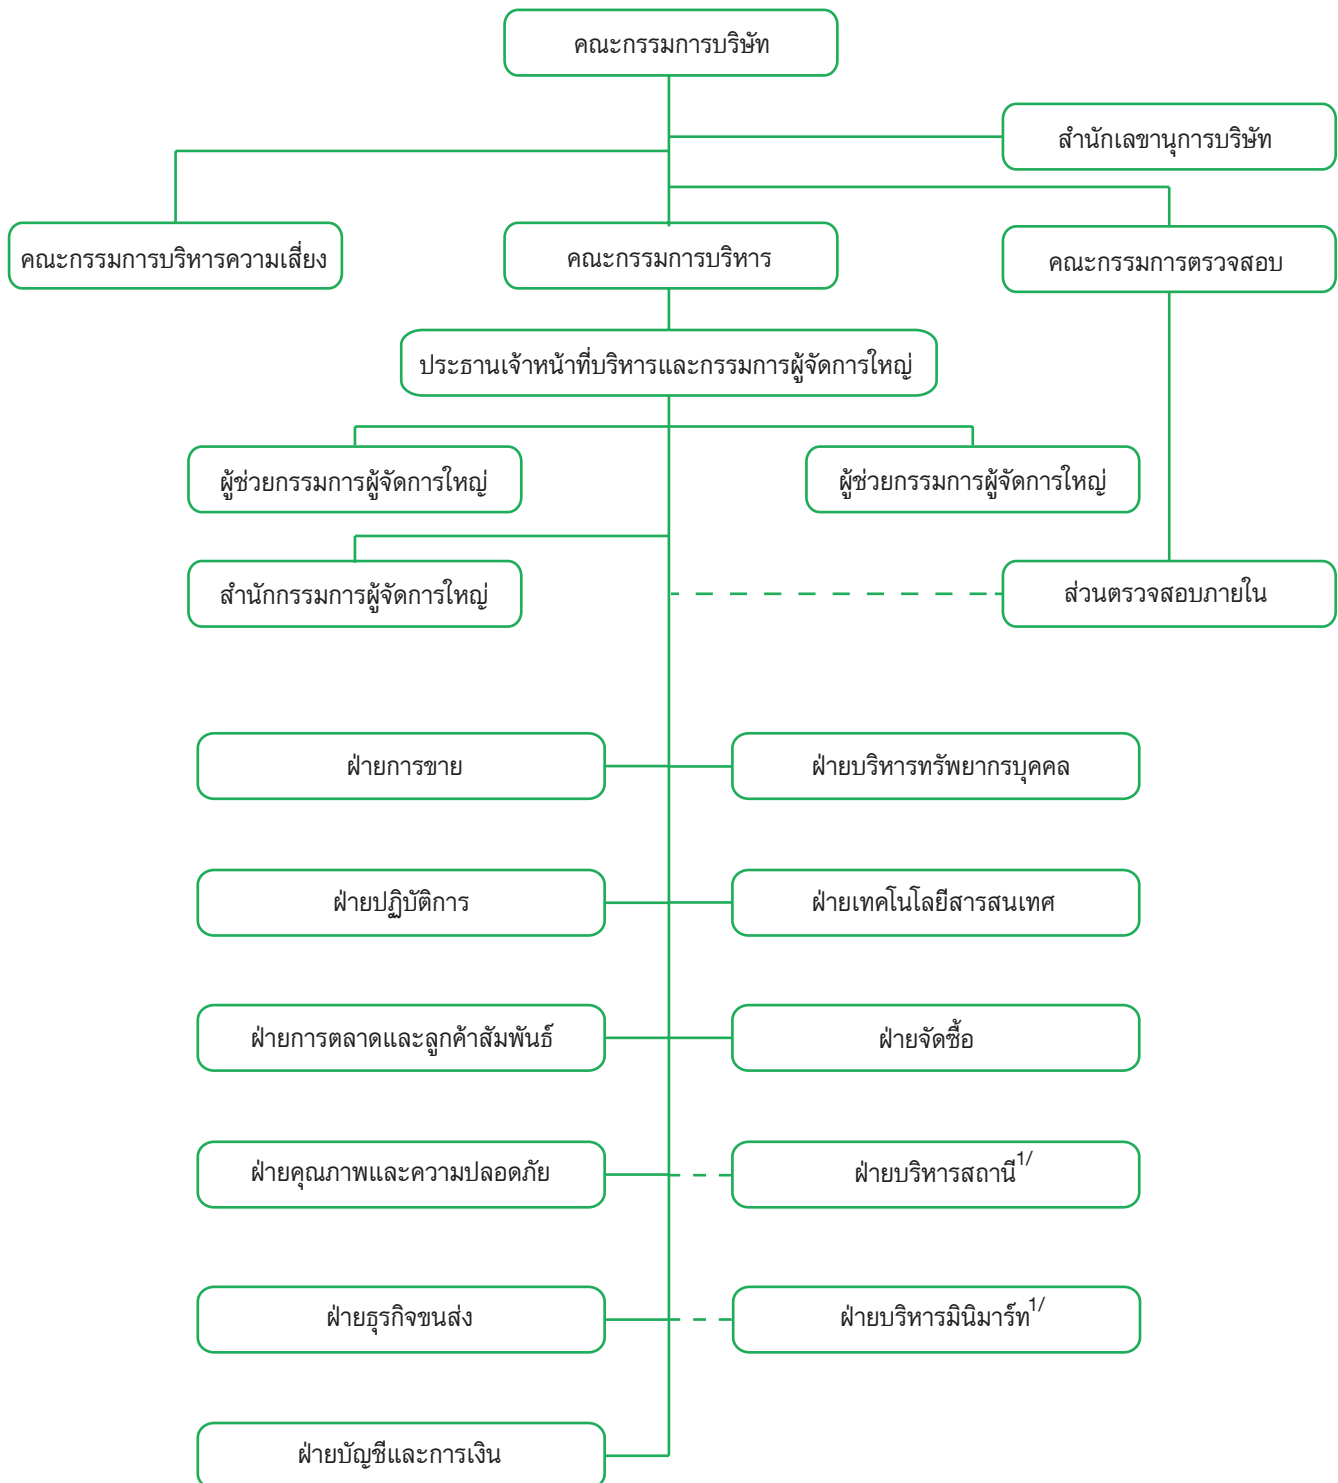 คณะกรรมการบริษัท
สำนักเลขานุการบริษัท
คณะกรรมการบริหารความเสี่ยง
คณะกรรมการบริหาร
คณะกรรมการตรวจสอบ
ประธานเจ้าหน้าที่บริหารและกรรมการผู้จัดการใหญ่
ผู้ช่วยกรรมการผู้จัดการใหญ่
ผู้ช่วยกรรมการผู้จัดการใหญ่
สำนักกรรมการผู้จัดการใหญ่
ส่วนตรวจสอบภายใน
ฝ่ายการขาย
ฝ่ายบริหารทรัพยากรบุคคล
ฝ่ายปฏิบัติการ
ฝ่ายเทคโนโลยีสารสนเทศ
ฝ่ายการตลาดและลูกค้าสัมพันธ์
ฝ่ายจัดซื้อ
ฝ่ายคุณภาพและความปลอดภัย
ฝ่ายบริหารสถานี1/
ฝ่ายธุรกิจขนส่ง
ฝ่ายบริหารมินิมาร์ท1/
ฝ่ายบัญชีและการเงิน